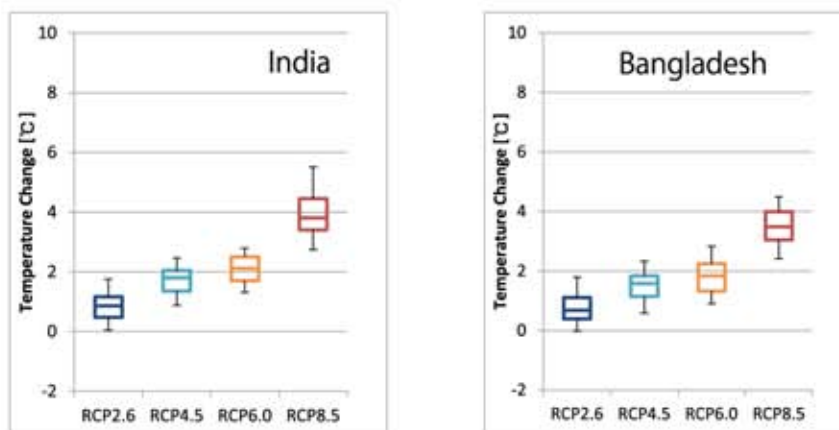 India
Temperature Change [℃]
10
8
6
4
2
0
-2
RCP2.6 RCP4.5 RCP6.0 RCP8.5
Bangladesh
Temperature Change [℃]
10
8
6
4
2
0
-2
RCP2.6 RCP4.5 RCP6.0 RCP8.5